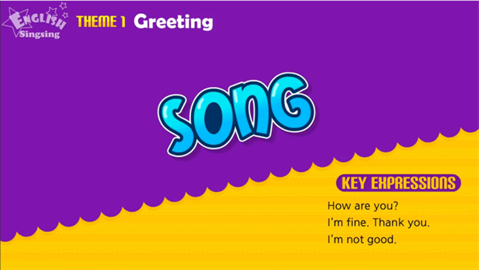 ENGLISH
Singsing
THEME 1 Greeting
SONG
KEY EXPRESSIONS
How are you?
I'm fine. Thank you.
I'm not good.